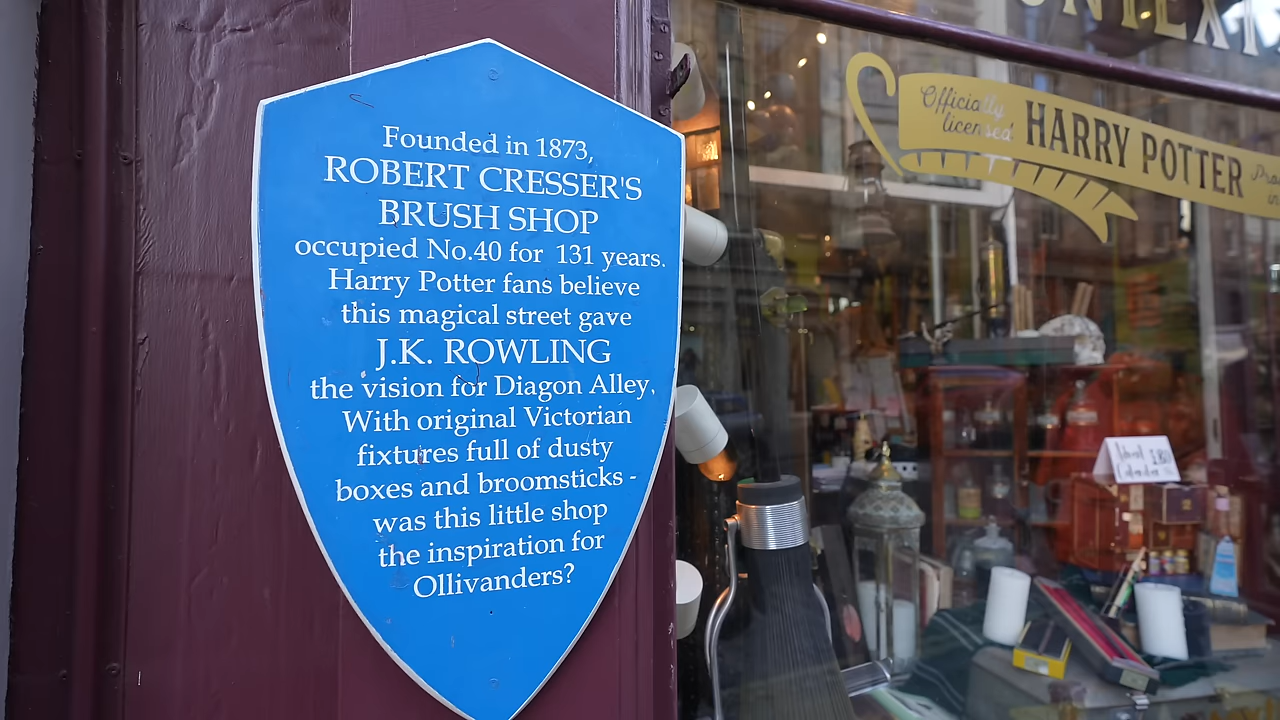 Founded in 1873,
ROBERT CRESSER'S
BRUSH SHOP
occupied No.40 for 131 years.
Harry Potter fans believe
this magical street gave
J.K. ROWLING
the vision for Diagon Alley,
With original Victorian
fixtures full of dusty
boxes and broomsticks -
was this little shop
the inspiration for
Ollivanders?
Officially
licensed
HARRY POTTER